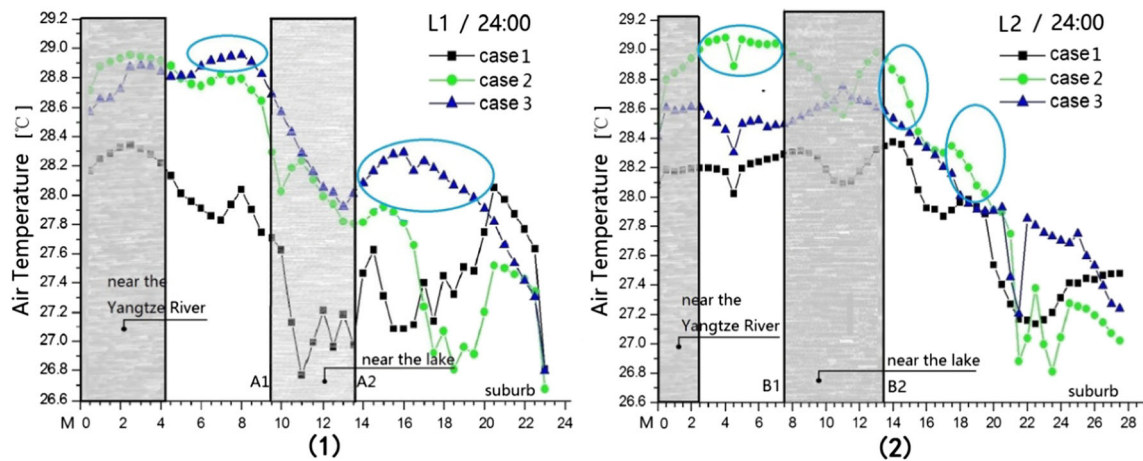 29.2
29.0
28.8
28.6
28.4
28.2
28.0
27.8
27.6
27.4
27.2
27.0
26.8
26.6
Air Temperature [℃]
L1 / 24:00
case 1
case 2
case 3
near the
Yangtze River
near the lake
A1
A2
suburb
M 0 2 4 6 8 10 12 14 16 18 20 22 24
(1)
29.2
29.0
28.8
28.6
28.4
28.2
28.0
27.8
27.6
27.4
27.2
27.0
26.8
26.6
Air Temperature [℃]
L2 / 24:00
case 1
case 2
case 3
near the
Yangtze River
near the lake
B1
B2
suburb
M 0 2 4 6 8 10 12 14 16 18 20 22 24 26 28
(2)